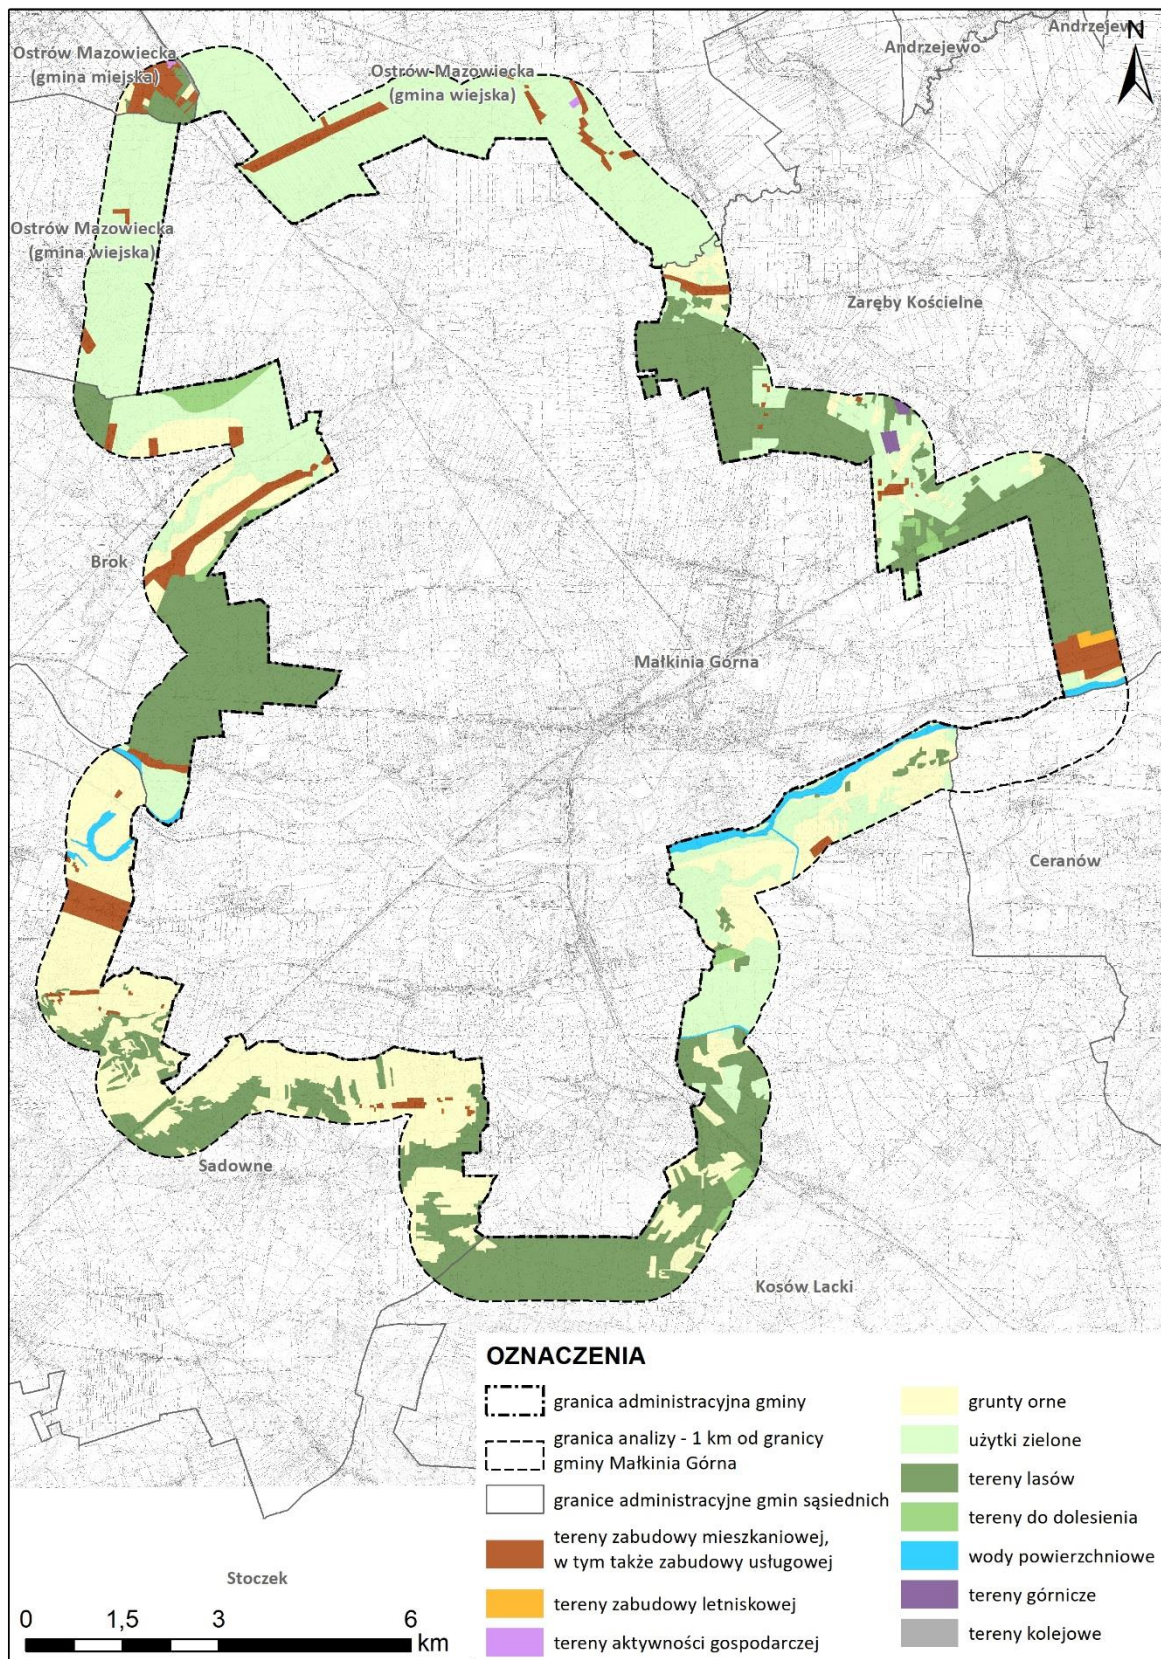 Andrzejewo
N
Ostrów Mazowiecka
(gmina miejska)
Ostrów Mazowiecka
(gmina wiejska)
Andrzejewo
Ostrów Mazowiecka
(gmina wiejska)
Zaręby Kościelne
Brok
Małkinia Górna
Ceranów
Sadowne
Kosów Lacki
Stoczek
0 1,5 3 6
km
OZNACZENIA
granica administracyjna gminy
granica analizy - 1 km od granicy
gminy Małkinia Górna
granice administracyjne gmin sąsiednich
tereny zabudowy mieszkaniowej,
w tym także zabudowy usługowej
tereny zabudowy letniskowej
tereny aktywności gospodarczej
grunty orne
użytki zielone
tereny lasów
tereny do dolesienia
wody powierzchniowe
tereny górnicze
tereny kolejowe